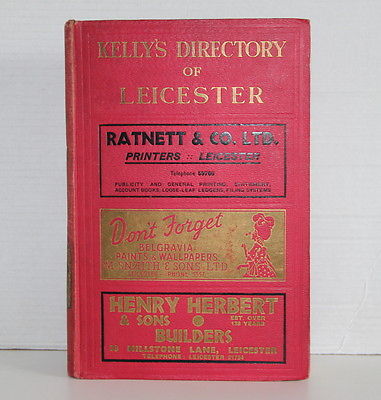 KELLY'S DIRECTORY
OF
LEICESTER
RATNETT & CO. LTD.
PRINTERS :: LEICESTER
Telephone
PUBLICITY AND GENERAL PRINTING, STATIONERY,
ACCOUNT BOOKS, LOOSE-LEAF LEDGERS, FILING SYSTEMS
Don't Forget
BELGRAVIA
PAINTS & WALLPAPERS
& SONS LTD
PHONE
HENRY HERBERT
& SONS
EST. OVER
YEARS
BUILDERS
MILLSTONE LANE, LEICESTER
TELEPHONE: LEICESTER